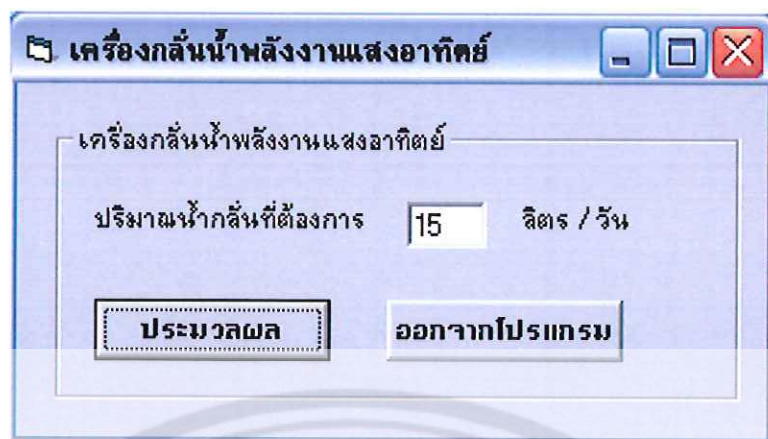 เครื่องกลั่นน้ำพลังงานแสงอาทิตย์
เครื่องกลั่นน้ำพลังงานแสงอาทิตย์
ปริมาณน้ำกลั่นที่ต้องการ 15 ลิตร / วัน
ประมวลผล ออกจากโปรแกรม